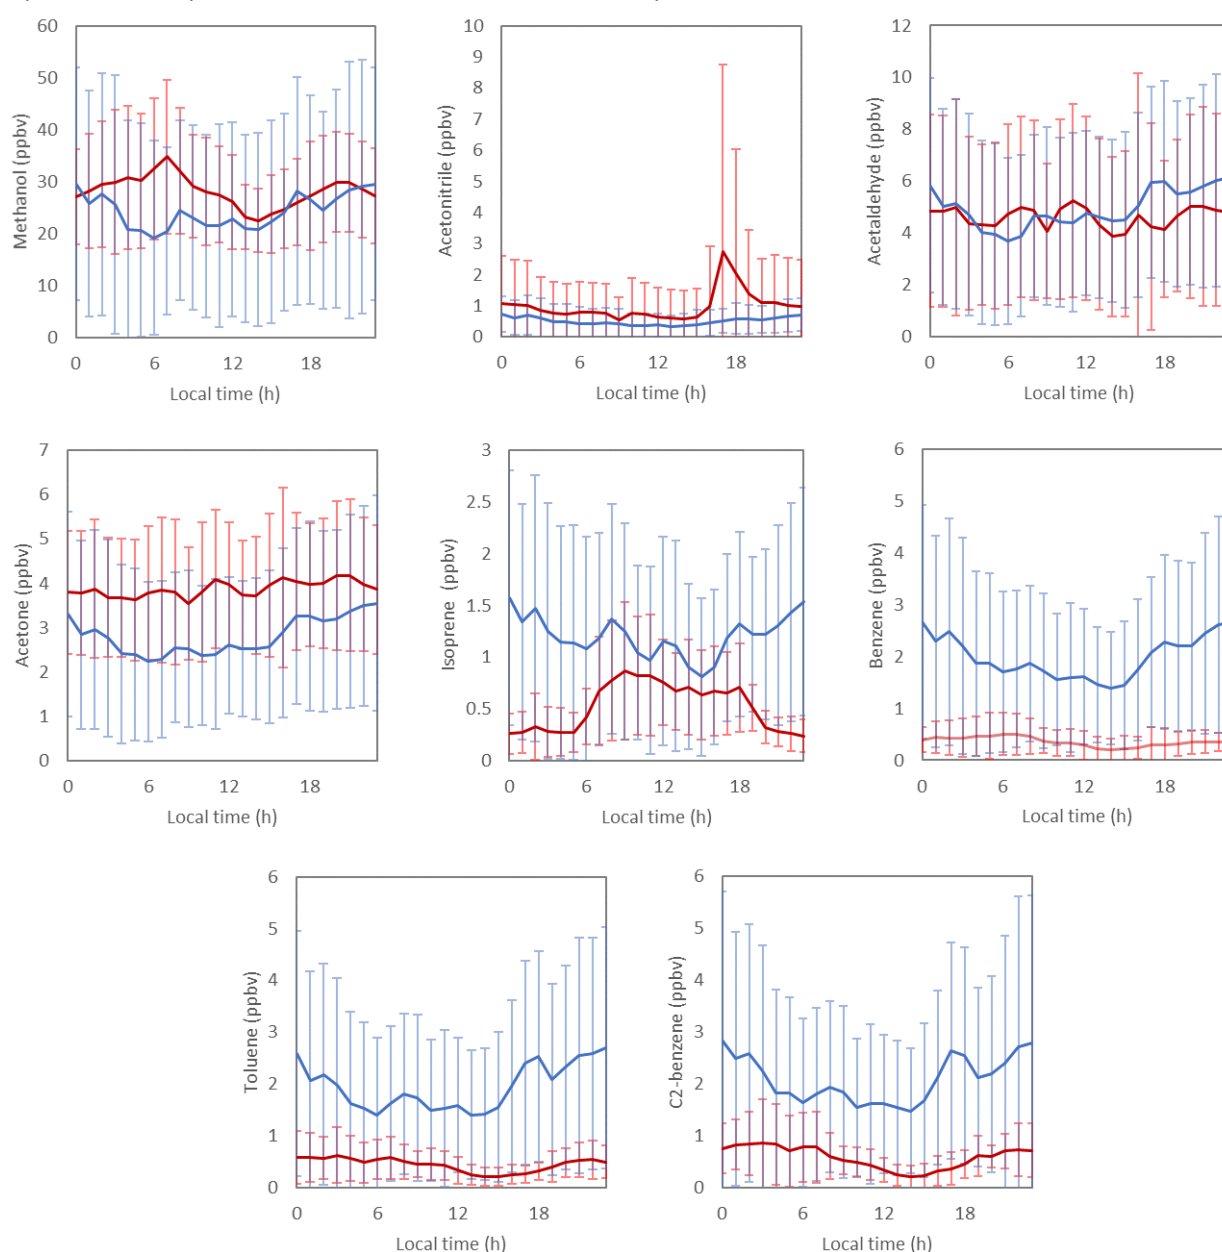 Methanol (ppbv)
60
50
40
30
20
10
0
0 6 12 18
Local time (h)
Acetonitrile (ppbv)
10
9
8
7
6
5
4
3
2
1
0
0 6 12 18
Local time (h)
Acetaldehyde (ppbv)
12
10
8
6
4
2
0
0 6 12 18
Local time (h)
Acetone (ppbv)
7
6
5
4
3
2
1
0
0 6 12 18
Local time (h)
Isoprene (ppbv)
3
2.5
2
1.5
1
0.5
0
0 6 12 18
Local time (h)
Benzene (ppbv)
6
5
4
3
2
1
0
0 6 12 18
Local time (h)
Toluene (ppbv)
6
5
4
3
2
1
0
0 6 12 18
Local time (h)
C2-benzene (ppbv)
6
5
4
3
2
1
0
0 6 12 18
Local time (h)